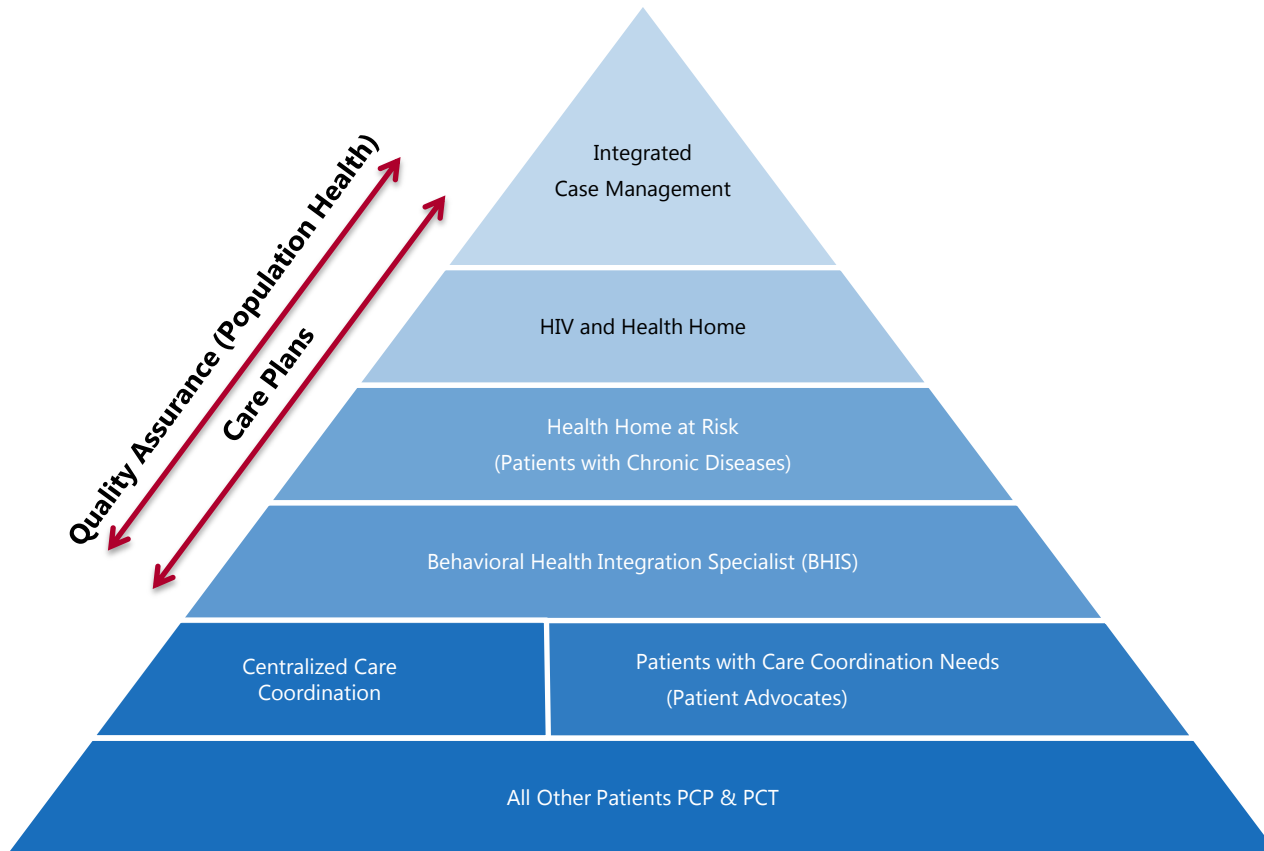 Quality Assurance (Population Health)
Care Plans
Integrated
Case Management
HIV and Health Home
Health Home at Risk
(Patients with Chronic Diseases)
Behavioral Health Integration Specialist (BHIS)
Centralized Care
Coordination
Patients with Care Coordination Needs
(Patient Advocates)
All Other Patients PCP & PCT